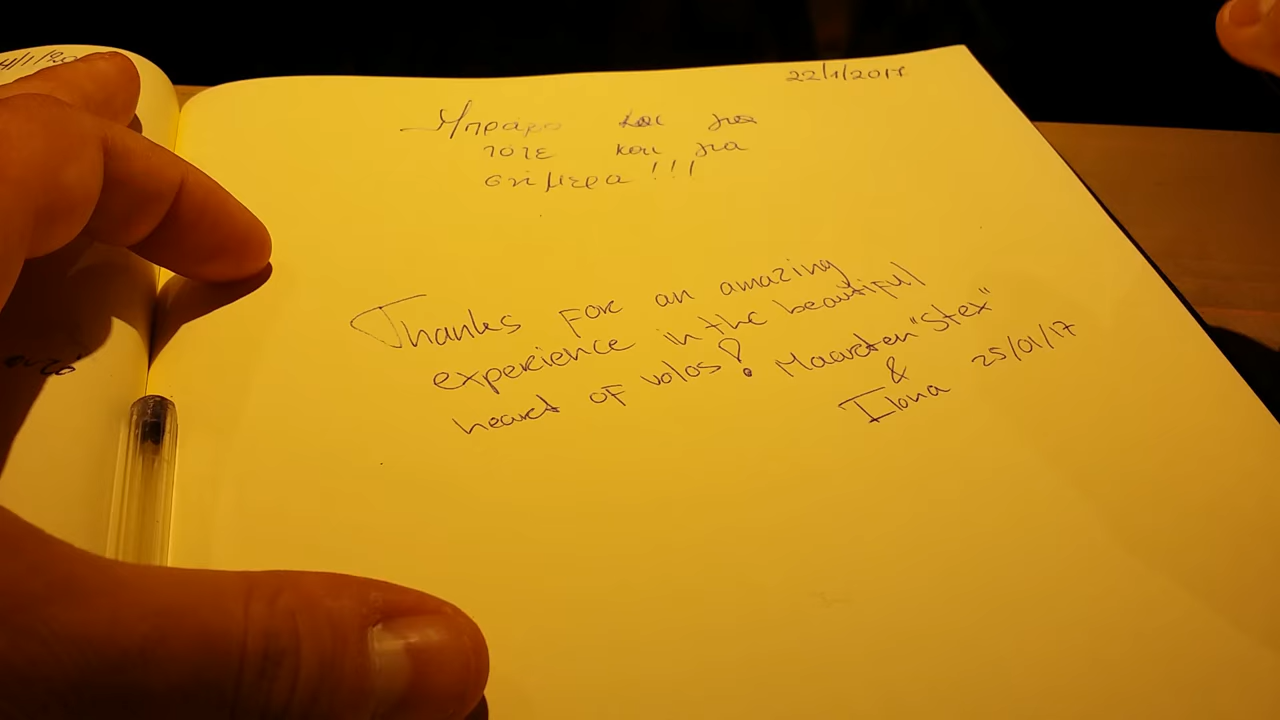 22/1/2017
Μπράβο και για
τότε και για
σήμερα!!!
Thanks for an amazing
experience in the beautiful
heart of volos! Maarten "Stex"
&
Ilona 25/01/17